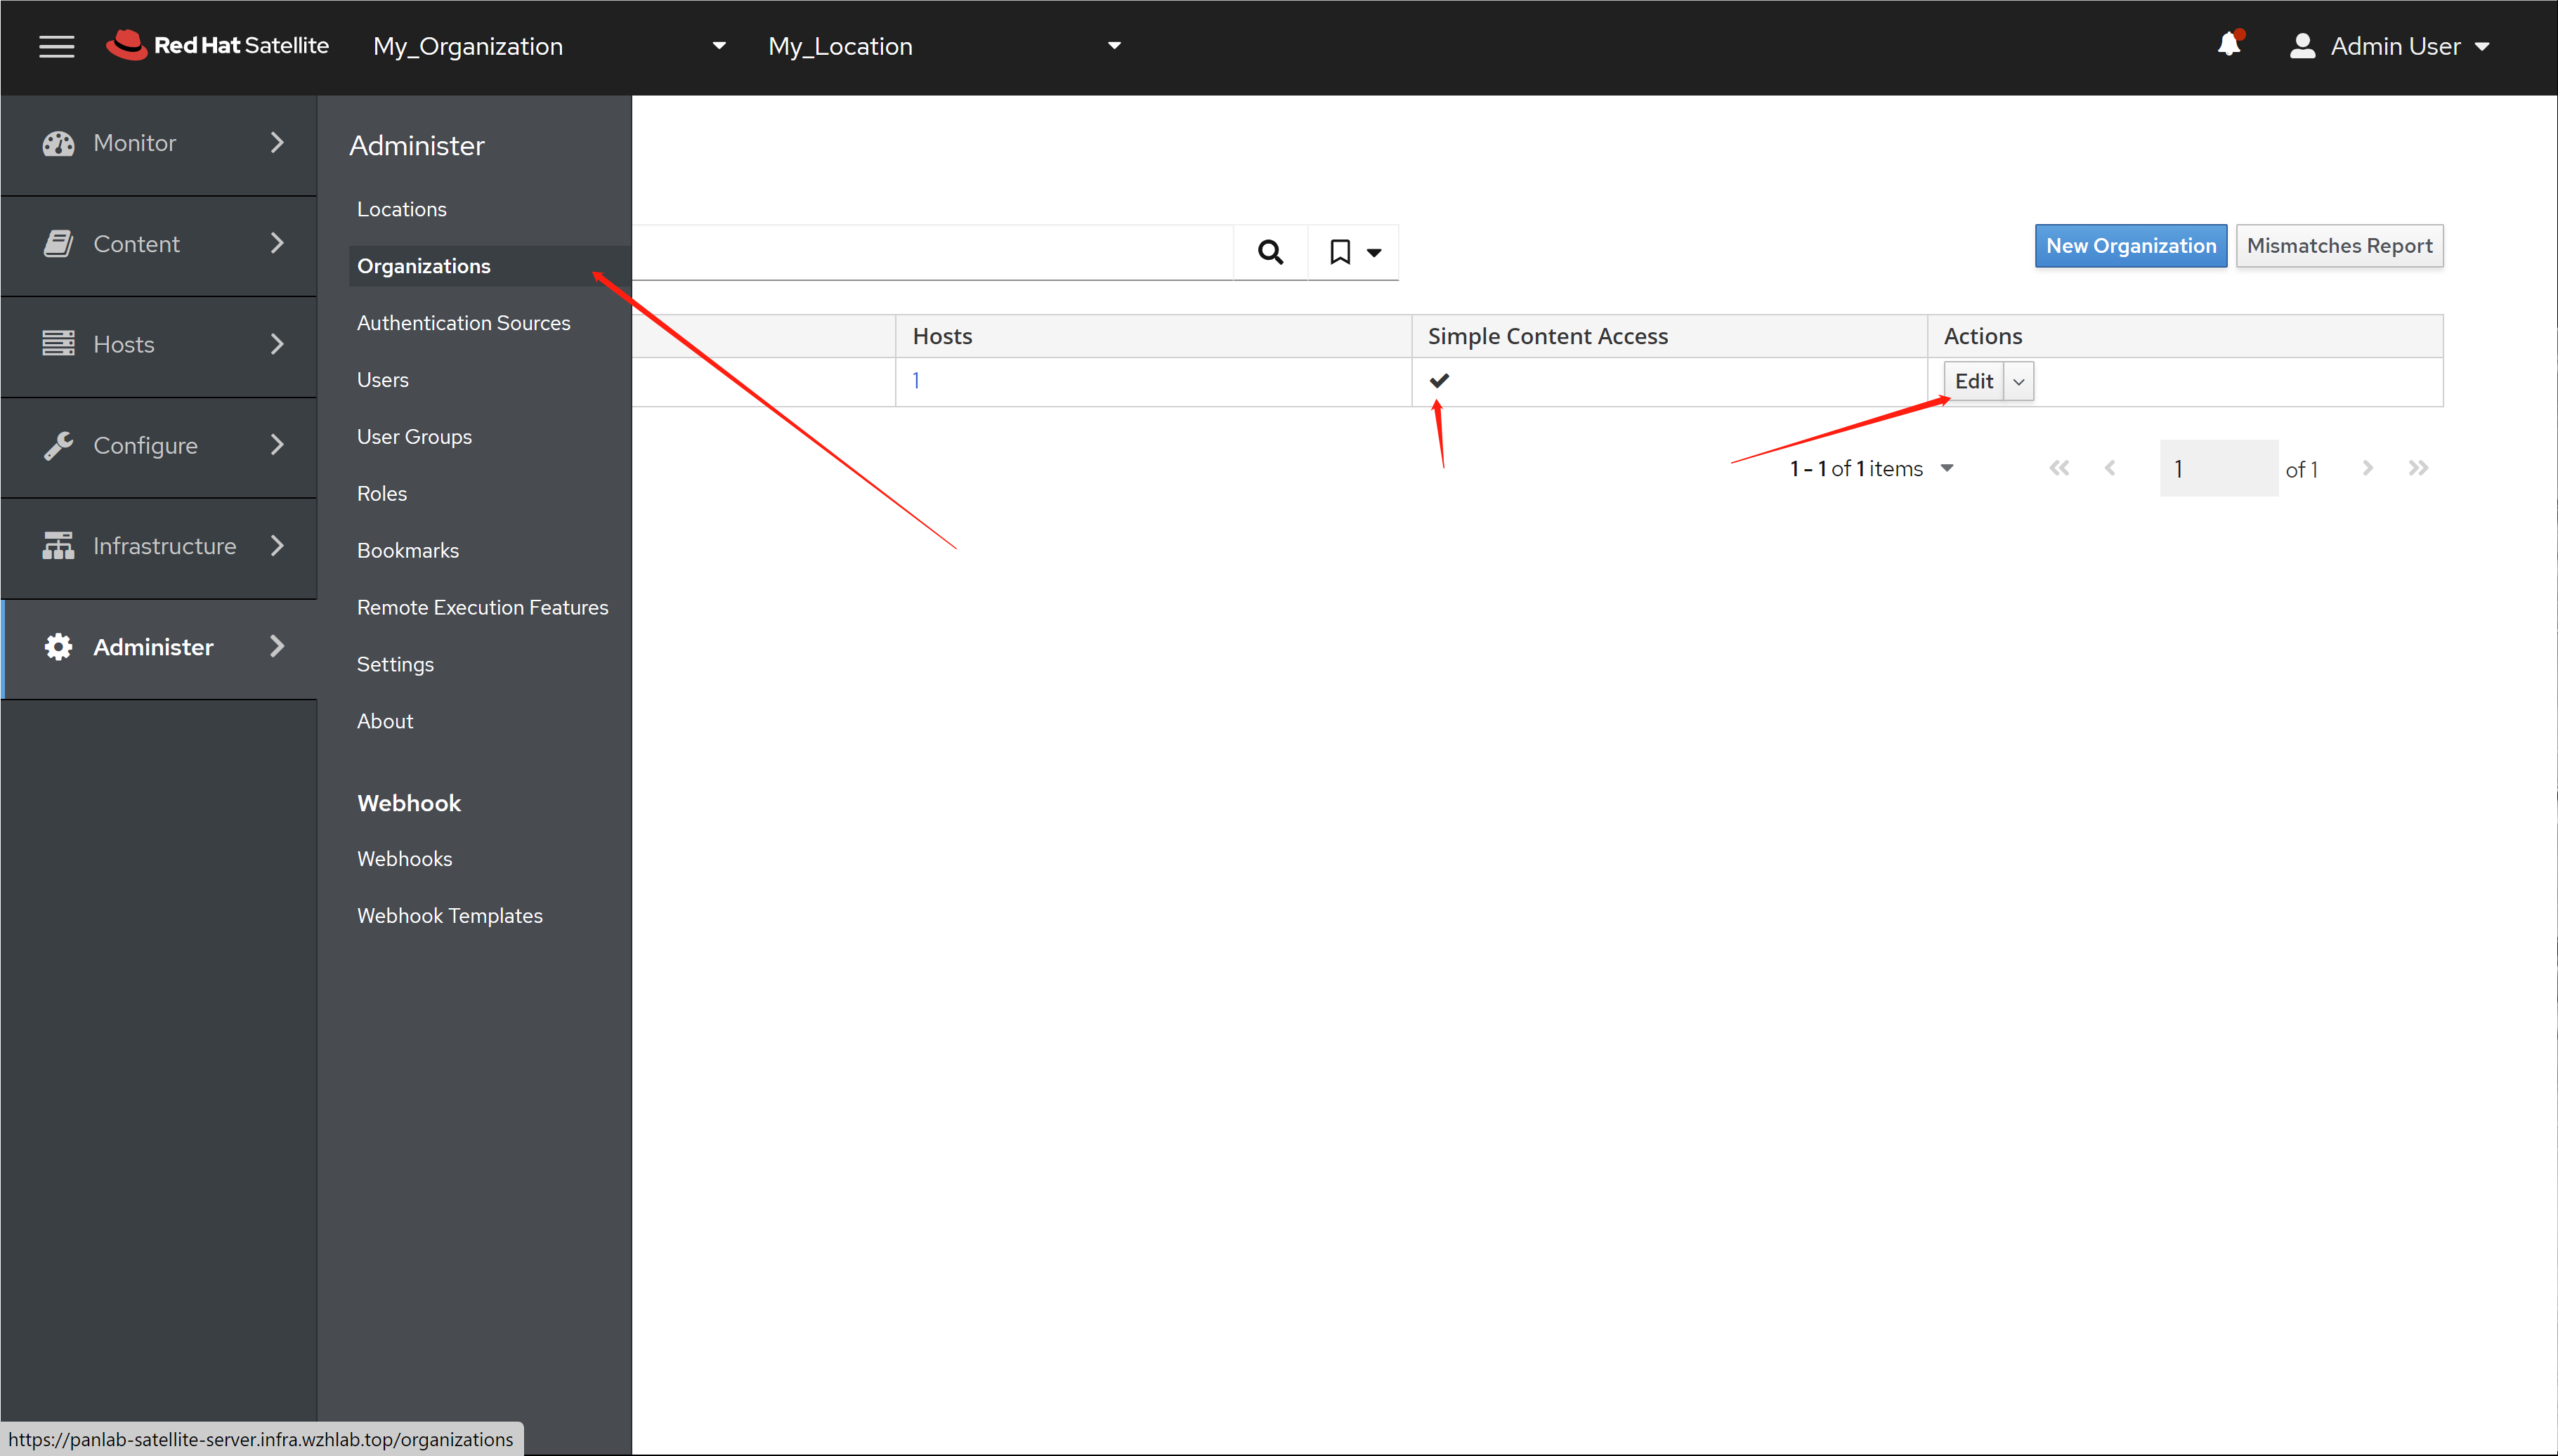 Red Hat Satellite
My_Organization
My_Location
Admin User
Monitor
Content
Hosts
Configure
Infrastructure
Administer
Administer
Locations
Organizations
Authentication Sources
Users
User Groups
Roles
Bookmarks
Remote Execution Features
Settings
About
Webhook
Webhooks
Webhook Templates
New Organization
Mismatches Report
Hosts
Simple Content Access
Actions
1
Edit
1 - 1 of 1 items
1
of 1
https://panlab-satellite-server.infra.wzhlab.top/organizations